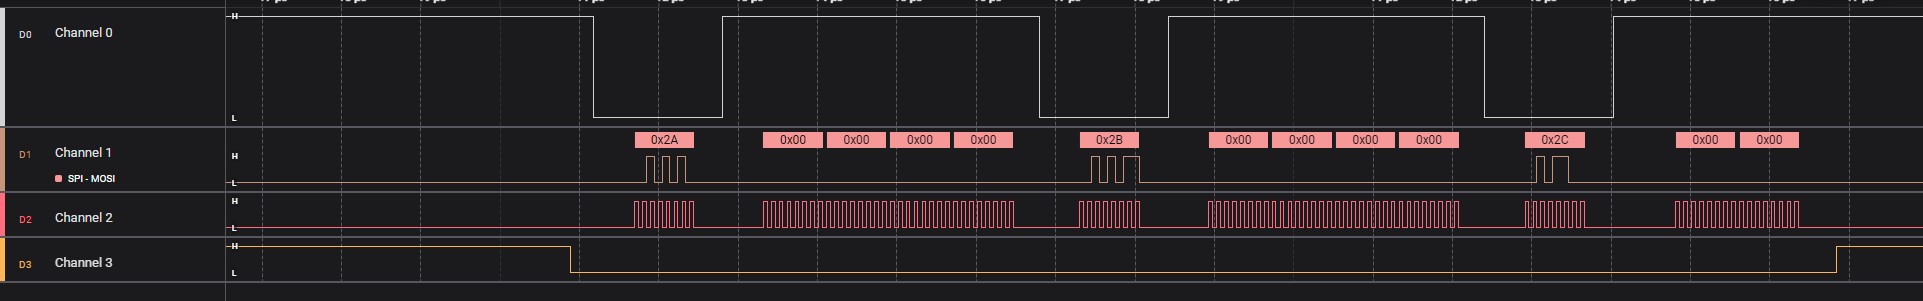 H
D0 Channel 0
L
0x2A 0x00 0x00 0x00 0x00 0x2B 0x00 0x00 0x00 0x00 0x2C 0x00 0x00
D1 Channel 1 H
SPI - MOSI L
H
D2 Channel 2
L
H
D3 Channel 3
L